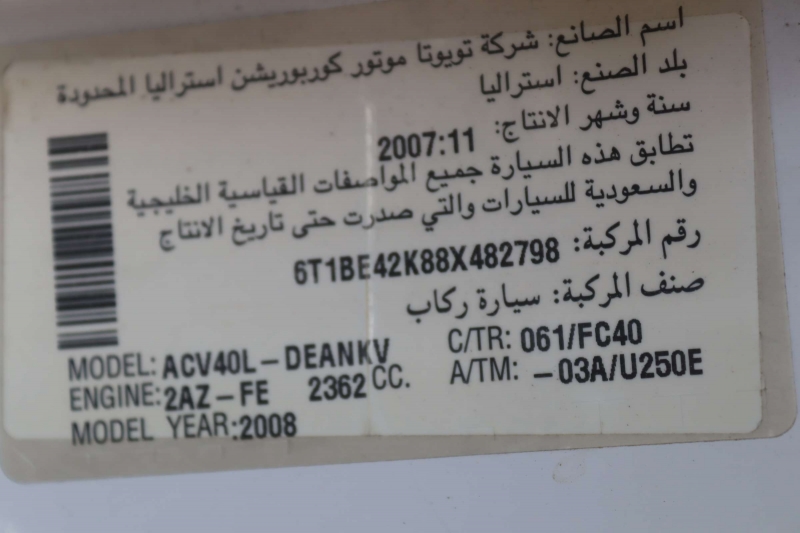 اسم الصانع: شركة تويوتا موتور كوربوريشن استراليا المحدودة
بلد الصنع: استراليا
سنة وشهر الانتاج: 2007:11
تطابق هذه السيارة جميع المواصفات القياسية الخليجية
والسعودية للسيارات والتي صدرت حتى تاريخ الانتاج
رقم المركبة: 6T1BE42K88X482798
صنف المركبة: سيارة ركاب
MODEL: ACV40L-DEANKV C/TR: 061/FC40
ENGINE: 2AZ-FE 2362 CC. A/TM: -03A/U250E
MODEL YEAR: 2008